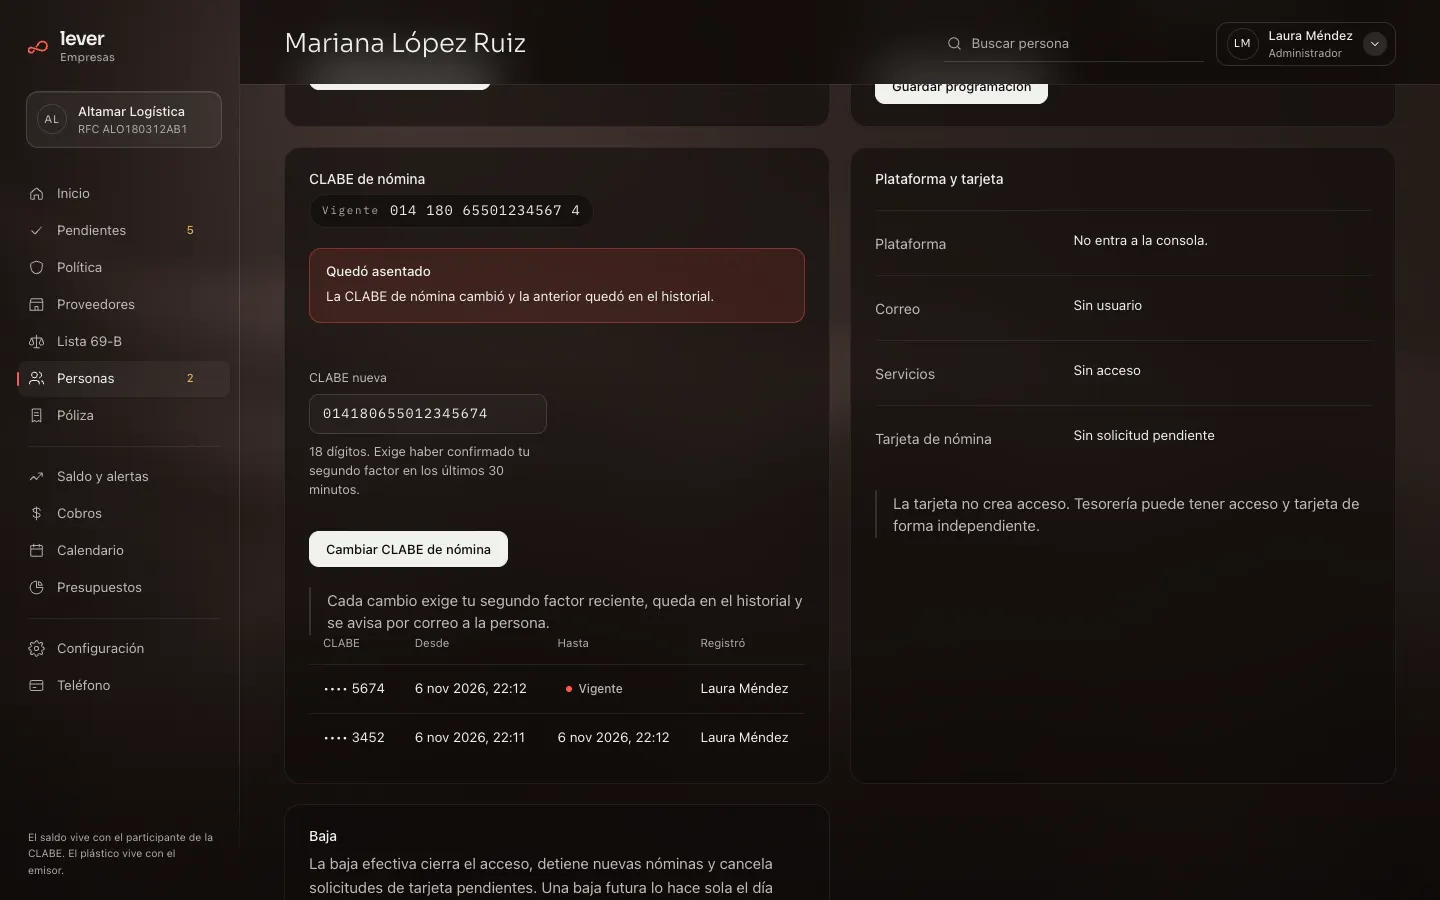 lever
Empresas
AL
Altamar Logística
RFC ALO180312AB1
Inicio
Pendientes 5
Política
Proveedores
Lista 69-B
Personas 2
Póliza
Saldo y alertas
Cobros
Calendario
Presupuestos
Configuración
Teléfono
El saldo vive con el participante de la
CLABE. El plástico vive con el
emisor.
Mariana López Ruiz
Buscar persona
LM
Laura Méndez
Administrador
Guardar programación
CLABE de nómina
Vigente 014 180 65501234567 4
Quedó asentado
La CLABE de nómina cambió y la anterior quedó en el historial.
CLABE nueva
014180655012345674
18 dígitos. Exige haber confirmado tu
segundo factor en los últimos 30
minutos.
Cambiar CLABE de nómina
Cada cambio exige tu segundo factor reciente, queda en el historial y
se avisa por correo a la persona.
CLABE Desde Hasta Registró
•••• 5674 6 nov 2026, 22:12 Vigente Laura Méndez
•••• 3452 6 nov 2026, 22:11 6 nov 2026, 22:12 Laura Méndez
Plataforma y tarjeta
Plataforma No entra a la consola.
Correo Sin usuario
Servicios Sin acceso
Tarjeta de nómina Sin solicitud pendiente
La tarjeta no crea acceso. Tesorería puede tener acceso y tarjeta de
forma independiente.
Baja
La baja efectiva cierra el acceso, detiene nuevas nóminas y cancela
solicitudes de tarjeta pendientes. Una baja futura lo hace sola el día